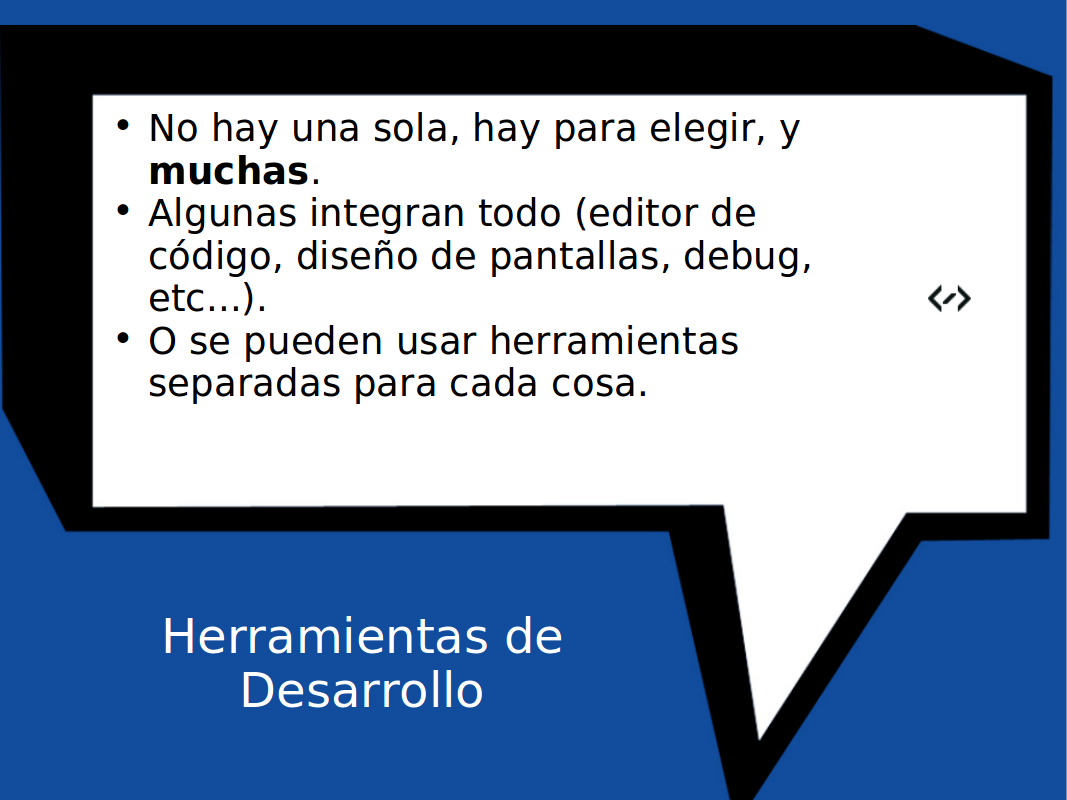 • No hay una sola, hay para elegir, y
muchas.
• Algunas integran todo (editor de
código, diseño de pantallas, debug,
etc...).
• O se pueden usar herramientas
separadas para cada cosa.
Herramientas de
Desarrollo